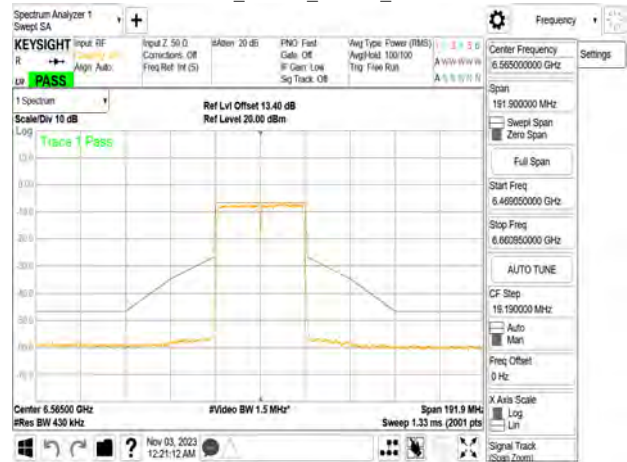 Spectrum Analyzer 1
Swept SA
Frequency
KEYSIGHT
Input: RF
Align: Auto
Input Z: 50 Ω
Corrections: Off
Freq Ref: Int (S)
#Atten: 20 dB
PNO: Fast
Gate: Off
IF Gain: Low
Sig Track: Off
Avg Type: Power (RMS)
Avg|Hold: 100/100
Trig: Free Run
PASS
1 Spectrum
Scale/Div 10 dB
Ref Lvl Offset 13.40 dB
Ref Level 20.00 dBm
Log
Trace 1 Pass
Center 6.56500 GHz
#Res BW 430 kHz
#Video BW 1.5 MHz*
Span 191.9 MHz
Sweep 1.33 ms (2001 pts)
Nov 03, 2023
12:21:12 AM
Settings
Center Frequency
6.565000000 GHz
Span
191.900000 MHz
Swept Span
Zero Span
Full Span
Start Freq
6.469050000 GHz
Stop Freq
6.660950000 GHz
AUTO TUNE
CF Step
19.190000 MHz
Auto
Man
Freq Offset
0 Hz
X Axis Scale
Log
Lin
Signal Track
(Span Zoom)